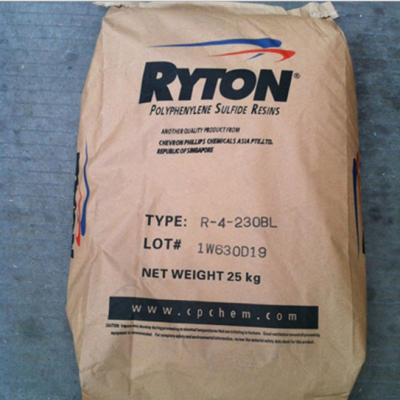 RYTON®
POLYPHENYLENE SULFIDE RESINS
ANOTHER QUALITY PRODUCT FROM
CHEVRON PHILLIPS CHEMICALS ASIA PTE.LTD.
REPUBLIC OF SINGAPORE
TYPE: R-4-230BL
LOT# 1W630D19
NET WEIGHT 25 kg
www.cpchem.com